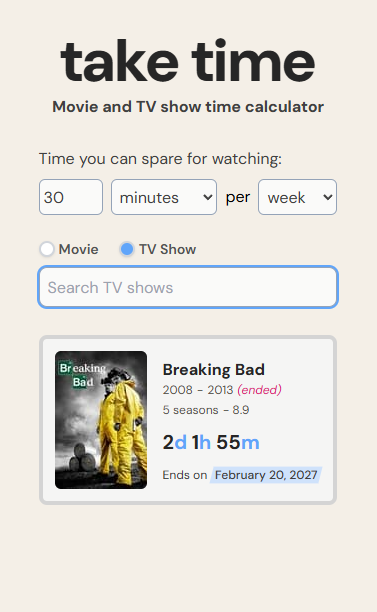 take time
Movie and TV show time calculator
Time you can spare for watching:
30 minutes per week
Movie TV Show
Search TV shows
Breaking
Bad
Breaking Bad
2008 - 2013 (ended)
5 seasons - 8.9
2d 1h 55m
Ends on February 20, 2027